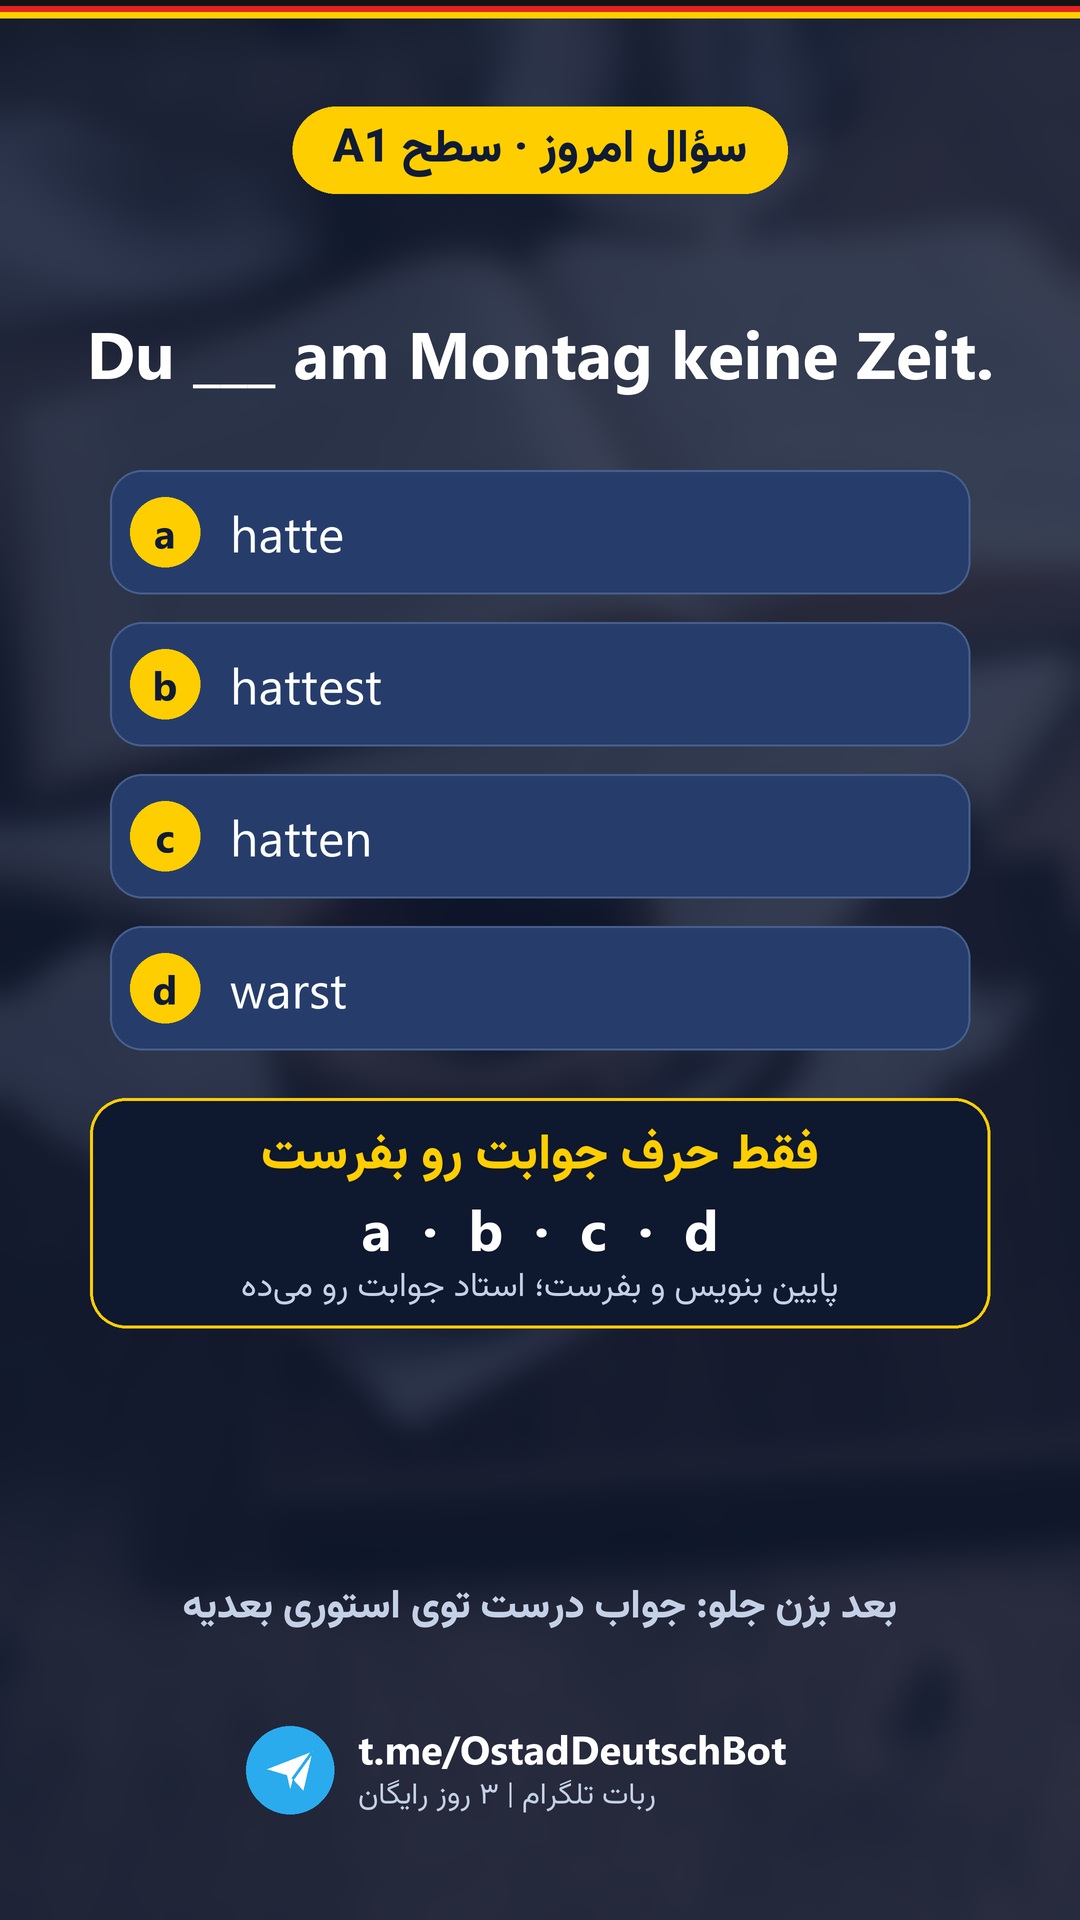 سؤال امروز · سطح A1
Du ___ am Montag keine Zeit.
a hatte
b hattest
c hatten
d warst
فقط حرف جوابت رو بفرست
a · b · c · d
پایین بنویس و بفرست؛ استاد جوابت رو می‌ده
بعد بزن جلو: جواب درست توی استوری بعدیه
t.me/OstadDeutschBot
ربات تلگرام | ۳ روز رایگان